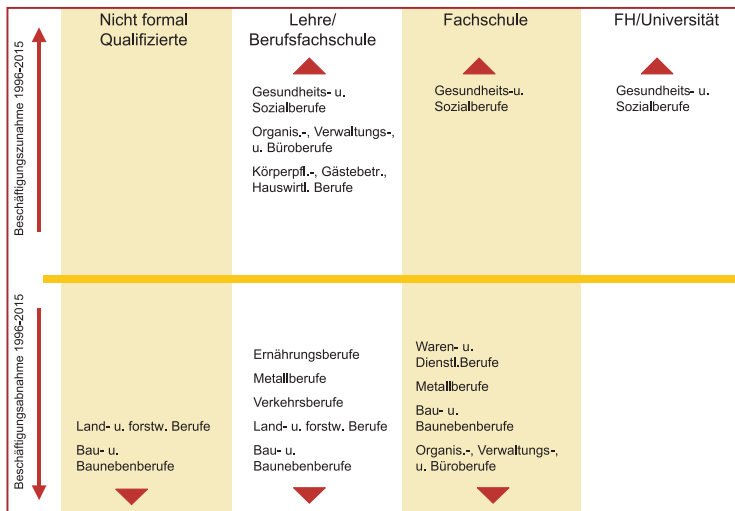 Nicht formal
Qualifizierte
Lehre/
Berufsfachschule
Fachschule
FH/Universität
Beschäftigungszunahme 1996-2015
Gesundheits- u.
Sozialberufe
Organis.-, Verwaltungs-,
u. Büroberufe
Körperpfl.-, Gästebetr.,
Hauswirtl. Berufe
Gesundheits-u.
Sozialberufe
Gesundheits- u.
Sozialberufe
Beschäftigungsabnahme 1996-2015
Land- u. forstw. Berufe
Bau- u.
Baunebenberufe
Ernährungsberufe
Metallberufe
Verkehrsberufe
Land- u. forstw. Berufe
Bau- u.
Baunebenberufe
Waren- u.
Dienstl.Berufe
Metallberufe
Bau- u.
Baunebenberufe
Organis.-, Verwaltungs-,
u. Büroberufe